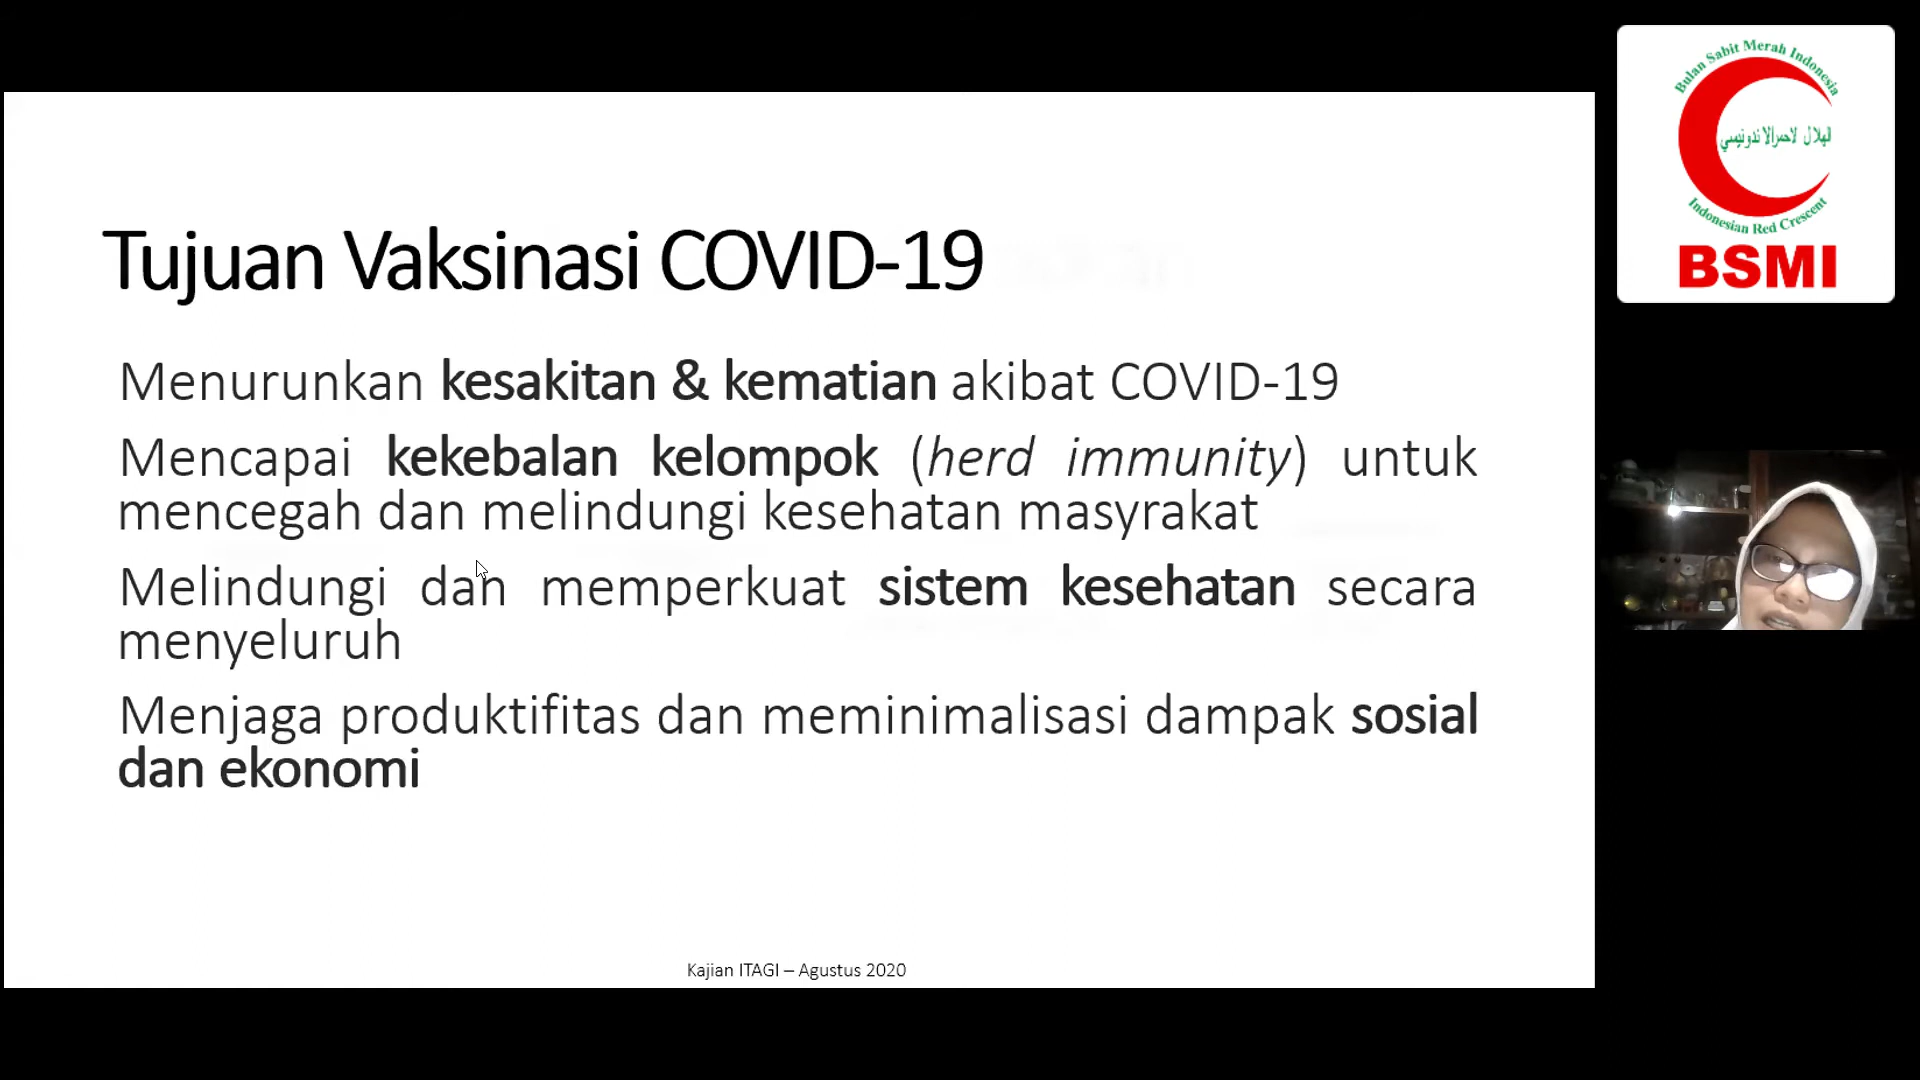 Tujuan Vaksinasi COVID-19
Menurunkan kesakitan & kematian akibat COVID-19
Mencapai kekebalan kelompok (herd immunity) untuk
mencegah dan melindungi kesehatan masyrakat
Melindungi dan memperkuat sistem kesehatan secara
menyeluruh
Menjaga produktifitas dan meminimalisasi dampak sosial
dan ekonomi
Kajian ITAGI – Agustus 2020
Bulan Sabit Merah Indonesia
الهلال لاحمرالاندونيسي
Indonesian Red Crescent
BSMI